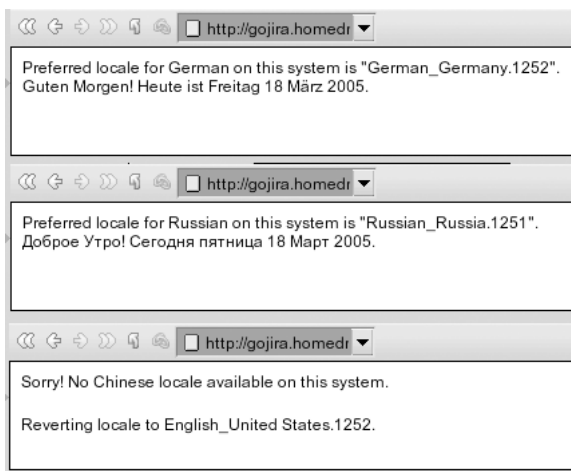 http://gojira.homedr
Preferred locale for German on this system is "German_Germany.1252".
Guten Morgen! Heute ist Freitag 18 März 2005.
http://gojira.homedr
Preferred locale for Russian on this system is "Russian_Russia.1251".
Доброе Утро! Сегодня пятница 18 Март 2005.
http://gojira.homedr
Sorry! No Chinese locale available on this system.
Reverting locale to English_United States.1252.